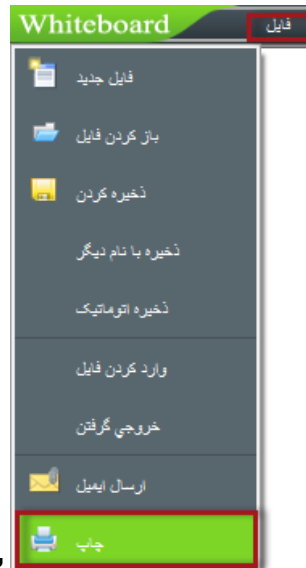 Whiteboard
فایل
فایل جدید
باز کردن فایل
ذخیره کردن
ذخیره با نام دیگر
ذخیره اتوماتیک
وارد کردن فایل
خروجي گرفتن
ارسال ایمیل
چاپ